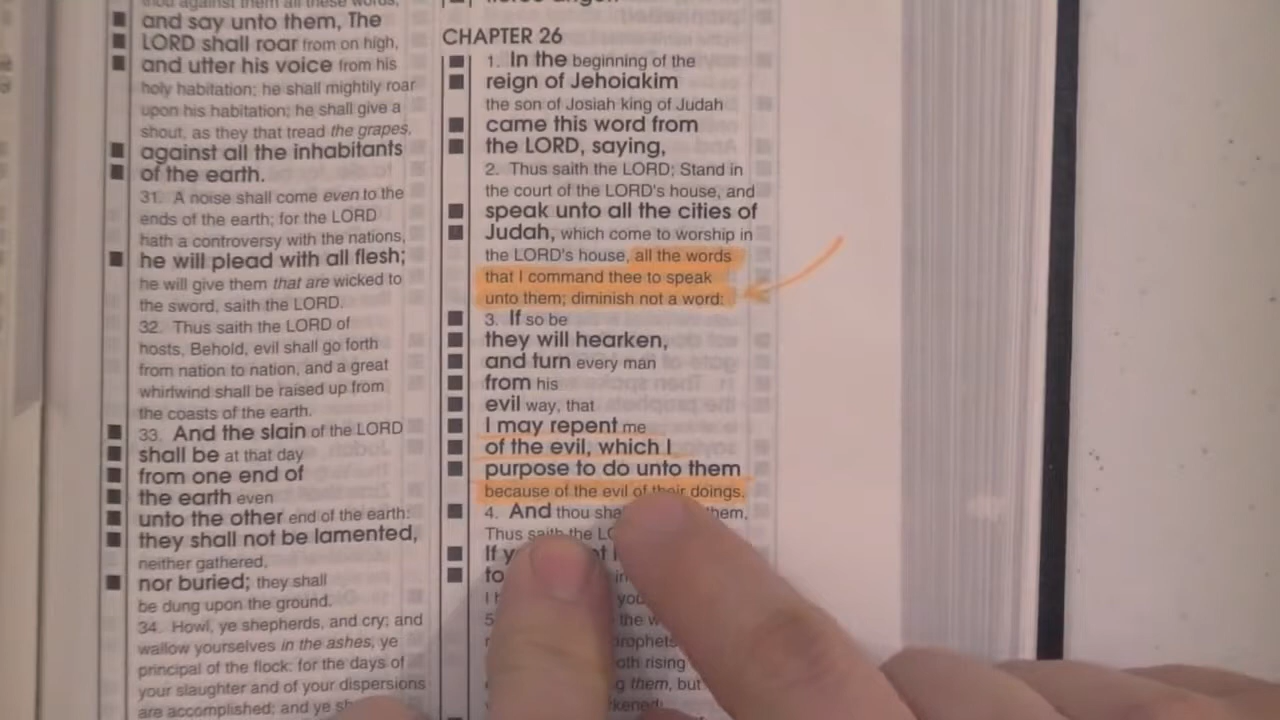 thou against them all these words,
and say unto them, The
LORD shall roar from on high,
and utter his voice from his
holy habitation; he shall mightily roar
upon his habitation; he shall give a
shout, as they that tread the grapes,
against all the inhabitants
of the earth.
31. A noise shall come even to the
ends of the earth; for the LORD
hath a controversy with the nations,
he will plead with all flesh;
he will give them that are wicked to
the sword, saith the LORD.
32. Thus saith the LORD of
hosts, Behold, evil shall go forth
from nation to nation, and a great
whirlwind shall be raised up from
the coasts of the earth.
33. And the slain of the LORD
shall be at that day
from one end of
the earth even
unto the other end of the earth:
they shall not be lamented,
neither gathered,
nor buried; they shall
be dung upon the ground.
34. Howl, ye shepherds, and cry; and
wallow yourselves in the ashes, ye
principal of the flock: for the days of
your slaughter and of your dispersions
are accomplished; and ye
CHAPTER 26
1. In the beginning of the
reign of Jehoiakim
the son of Josiah king of Judah
came this word from
the LORD, saying,
2. Thus saith the LORD; Stand in
the court of the LORD's house, and
speak unto all the cities of
Judah, which come to worship in
the LORD's house, all the words
that I command thee to speak
unto them; diminish not a word:
3. If so be
they will hearken,
and turn every man
from his
evil way, that
I may repent me
of the evil, which I
purpose to do unto them
because of the evil of their doings.
4. And thou them,
Thus saith the
If
to
I
5. the
prophets
rising
them, but